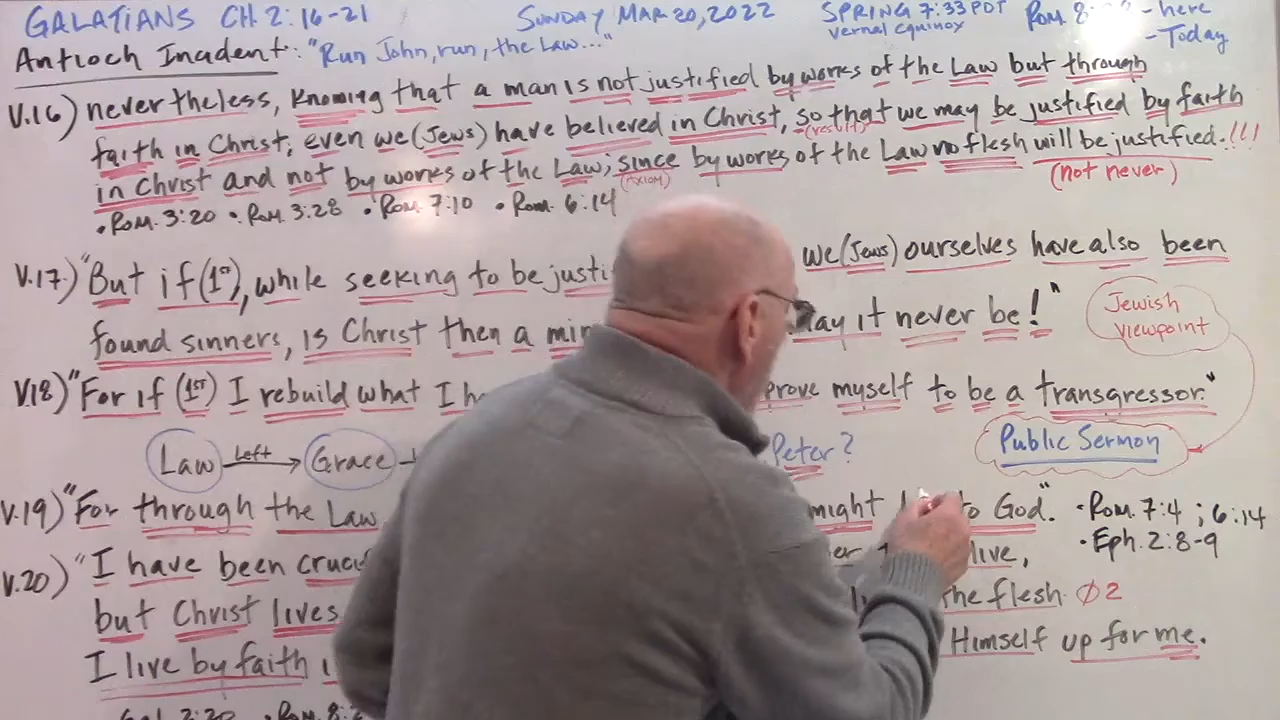 GALATIANS CH 2:16-21 SUNDAY MAR 20, 2022 SPRING 7:33 PDT ROM. 8: - here
vernal equinox - Today
Antioch Inadent: "Run John, run, the Law..."
V.16) nevertheless, knowing that a man is not justified by works of the Law but through
faith in Christ, even we (Jews) have believed in Christ, so that we may be justified by faith
(result)
in Christ and not by works of the Law; since by works of the Law no flesh will be justified.!!!
(AXIOM) (not never)
• Rom. 3:20 • Rom. 3:28 • Rom. 7:10 • Rom. 6:14
V.17) "But if (1st), while seeking to be we (Jews) ourselves have also been
found sinners, is Christ then a it never be!"
Jewish
viewpoint
V.18) "For if (1ST) I rebuild what I prove myself to be a transgressor."
Law Left Grace Peter?
Public Sermon
V.19) "For through the Law might to God." • Rom. 7:4 ; 6:14
• Eph. 2:8-9
V.20) "I have been live,
but Christ lives the flesh Ø2
I live by faith Himself up for me.
Gal. 2:20 • Rom. 8: